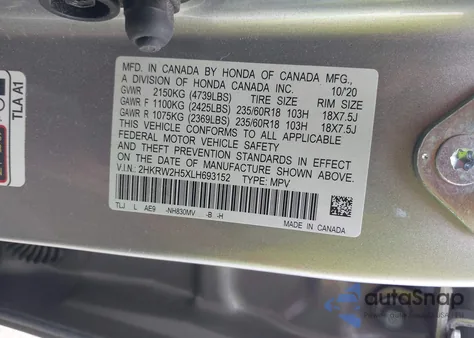 MFD. IN CANADA BY HONDA OF CANADA MFG.,
A DIVISION OF HONDA CANADA INC. 10/20
GVWR 2150KG (4739LBS) TIRE SIZE RIM SIZE
GAWR F 1100KG (2425LBS) 235/60R18 103H 18X7.5J
GAWR R 1075KG (2369LBS) 235/60R18 103H 18X7.5J
THIS VEHICLE CONFORMS TO ALL APPLICABLE
FEDERAL MOTOR VEHICLE SAFETY
AND THEFT PREVENTION STANDARDS IN EFFECT
ON THE DATE OF MANUFACTURE SHOWN ABOVE.
V.I.N.: 2HKRW2H5XLH693152 TYPE: MPV
TLJ L AE9 -NH830MV -B -H
MADE IN CANADA
TLA A1
autoSnap